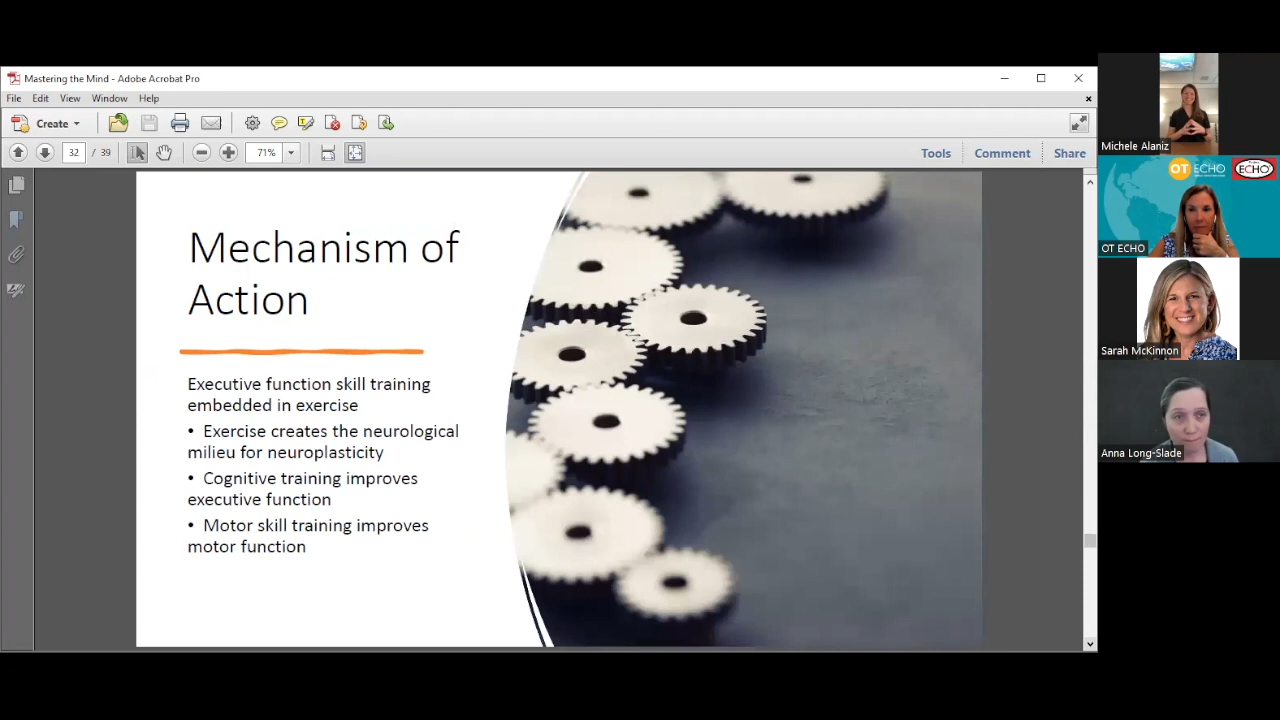 Mastering the Mind - Adobe Acrobat Pro
File Edit View Window Help
Create
32 / 39
71%
Tools Comment Share
Mechanism of
Action
Executive function skill training
embedded in exercise
• Exercise creates the neurological
milieu for neuroplasticity
• Cognitive training improves
executive function
• Motor skill training improves
motor function
Michele Alaniz
OT ECHO
ECHO
OT ECHO
Sarah McKinnon
Anna Long-Slade